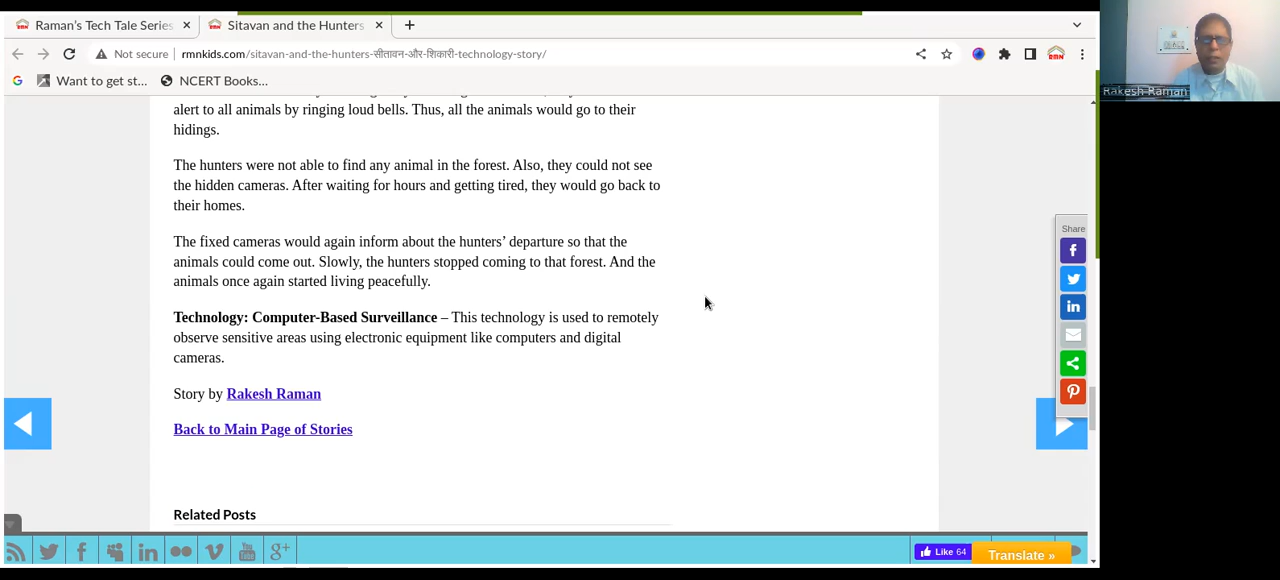 Raman's Tech Tale Series
Sitavan and the Hunters
Not secure
rmnkids.com/sitavan-and-the-hunters-सीतावन-और-शिकारी-technology-story/
Want to get st...
NCERT Books...
alert to all animals by ringing loud bells. Thus, all the animals would go to their
hidings.
The hunters were not able to find any animal in the forest. Also, they could not see
the hidden cameras. After waiting for hours and getting tired, they would go back to
their homes.
The fixed cameras would again inform about the hunters' departure so that the
animals could come out. Slowly, the hunters stopped coming to that forest. And the
animals once again started living peacefully.
Technology: Computer-Based Surveillance – This technology is used to remotely
observe sensitive areas using electronic equipment like computers and digital
cameras.
Story by Rakesh Raman
Back to Main Page of Stories
Related Posts
Share
Like 64
Translate »
Rakesh Raman
RMN